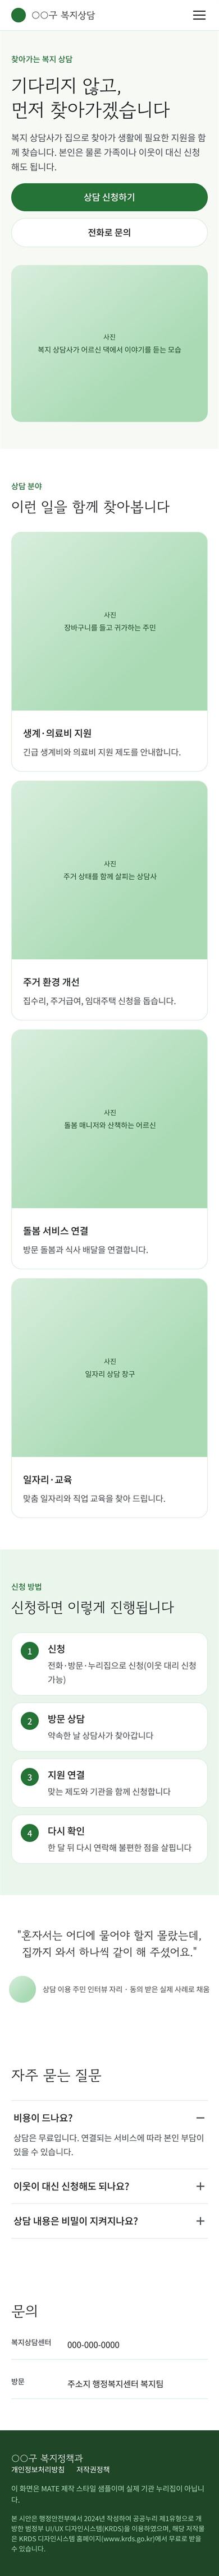 ○○구 복지상담
찾아가는 복지 상담
기다리지 않고,
먼저 찾아가겠습니다
복지 상담사가 집으로 찾아가 생활에 필요한 지원을 함
께 찾습니다. 본인은 물론 가족이나 이웃이 대신 신청
해도 됩니다.
상담 신청하기
전화로 문의
사진
복지 상담사가 어르신 댁에서 이야기를 듣는 모습
상담 분야
이런 일을 함께 찾아봅니다
사진
장바구니를 들고 귀가하는 주민
생계·의료비 지원
긴급 생계비와 의료비 지원 제도를 안내합니다.
사진
주거 상태를 함께 살피는 상담사
주거 환경 개선
집수리, 주거급여, 임대주택 신청을 돕습니다.
사진
돌봄 매니저와 산책하는 어르신
돌봄 서비스 연결
방문 돌봄과 식사 배달을 연결합니다.
사진
일자리 상담 창구
일자리·교육
맞춤 일자리와 직업 교육을 찾아 드립니다.
신청 방법
신청하면 이렇게 진행됩니다
1
신청
전화·방문·누리집으로 신청(이웃 대리 신청
가능)
2
방문 상담
약속한 날 상담사가 찾아갑니다
3
지원 연결
맞는 제도와 기관을 함께 신청합니다
4
다시 확인
한 달 뒤 다시 연락해 불편한 점을 살핍니다
"혼자서는 어디에 물어야 할지 몰랐는데,
집까지 와서 하나씩 같이 해 주셨어요."
상담 이용 주민 인터뷰 자리 · 동의 받은 실제 사례로 채움
자주 묻는 질문
비용이 드나요?
상담은 무료입니다. 연결되는 서비스에 따라 본인 부담이
있을 수 있습니다.
이웃이 대신 신청해도 되나요?
상담 내용은 비밀이 지켜지나요?
문의
복지상담센터 000-000-0000
방문 주소지 행정복지센터 복지팀
○○구 복지정책과
개인정보처리방침 저작권정책
이 화면은 MATE 제작 스타일 샘플이며 실제 기관 누리집이 아닙니
다.
본 시안은 행정안전부에서 2024년 작성하여 공공누리 제1유형으로 개
방한 범정부 UI/UX 디자인시스템(KRDS)을 이용하였으며, 해당 저작물
은 KRDS 디자인시스템 홈페이지(www.krds.go.kr)에서 무료로 받을
수 있습니다.